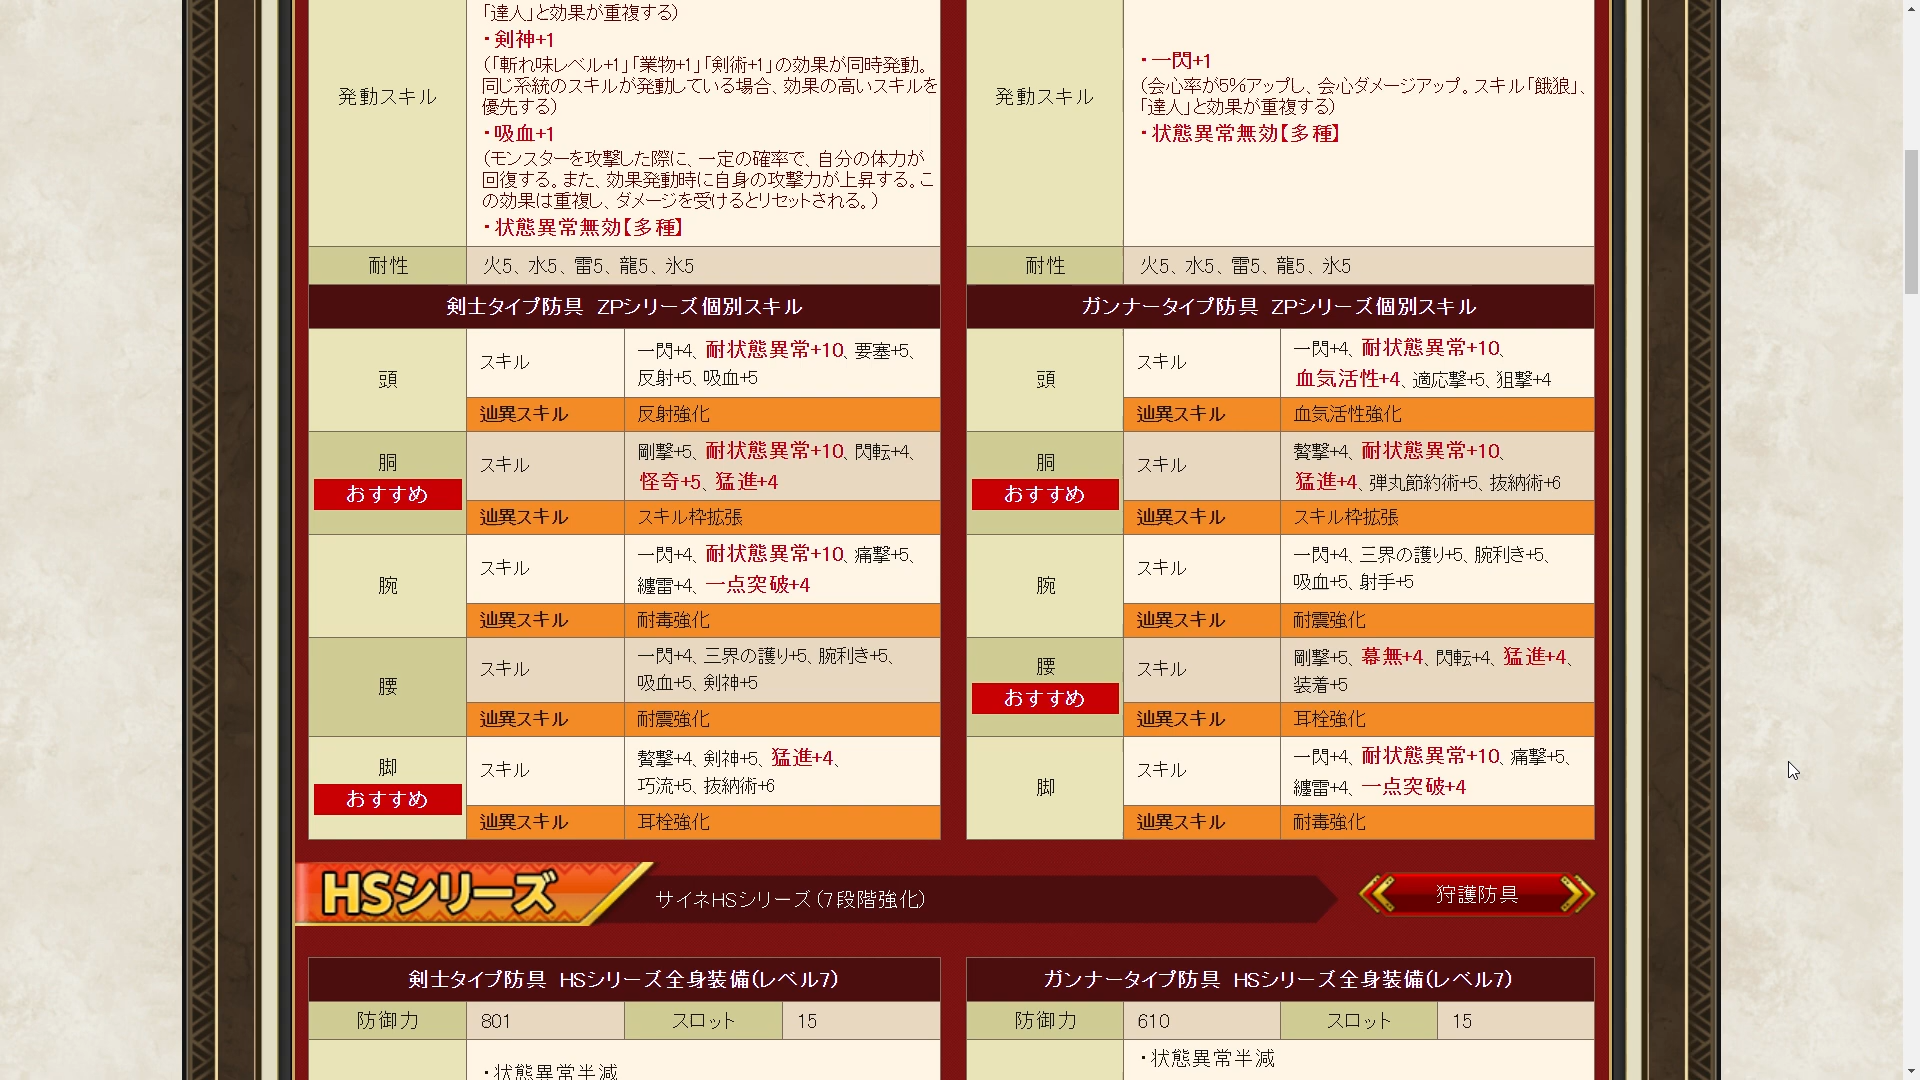 「達人」と効果が重複する)
・剣神+1
(「斬れ味レベル+1」「業物+1」「剣術+1」の効果が同時発動。
同じ系統のスキルが発動している場合、効果の高いスキルを
優先する)
・吸血+1
(モンスターを攻撃した際に、一定の確率で、自分の体力が
回復する。また、効果発動時に自身の攻撃力が上昇する。こ
の効果は重複し、ダメージを受けるとリセットされる。)
・状態異常無効【多種】
発動スキル
耐性
火5、水5、雷5、龍5、氷5
剣士タイプ防具 ZPシリーズ個別スキル
頭
スキル
一閃+4、耐状態異常+10、要塞+5、
反射+5、吸血+5
辿異スキル
反射強化
胴
おすすめ
スキル
剛撃+5、耐状態異常+10、閃転+4、
怪奇+5、猛進+4
辿異スキル
スキル枠拡張
腕
スキル
一閃+4、耐状態異常+10、痛撃+5、
纏雷+4、一点突破+4
辿異スキル
耐毒強化
腰
スキル
一閃+4、三界の護り+5、腕利き+5、
吸血+5、剣神+5
辿異スキル
耐震強化
脚
おすすめ
スキル
贅撃+4、剣神+5、猛進+4、
巧流+5、抜納術+6
辿異スキル
耳栓強化
発動スキル
・一閃+1
(会心率が5%アップし、会心ダメージアップ。スキル「餓狼」、
「達人」と効果が重複する)
・状態異常無効【多種】
耐性
火5、水5、雷5、龍5、氷5
ガンナータイプ防具 ZPシリーズ個別スキル
頭
スキル
一閃+4、耐状態異常+10、
血気活性+4、適応撃+5、狙撃+4
辿異スキル
血気活性強化
胴
おすすめ
スキル
贅撃+4、耐状態異常+10、
猛進+4、弾丸節約術+5、抜納術+6
辿異スキル
スキル枠拡張
腕
スキル
一閃+4、三界の護り+5、腕利き+5、
吸血+5、射手+5
辿異スキル
耐震強化
腰
おすすめ
スキル
剛撃+5、幕無+4、閃転+4、猛進+4、
装着+5
辿異スキル
耳栓強化
脚
スキル
一閃+4、耐状態異常+10、痛撃+5、
纏雷+4、一点突破+4
辿異スキル
耐毒強化
HSシリーズ
サイネHSシリーズ(7段階強化)
狩護防具
剣士タイプ防具 HSシリーズ全身装備(レベル7)
防御力
801
スロット
15
・状態異常半減
ガンナータイプ防具 HSシリーズ全身装備(レベル7)
防御力
610
スロット
15
・状態異常半減